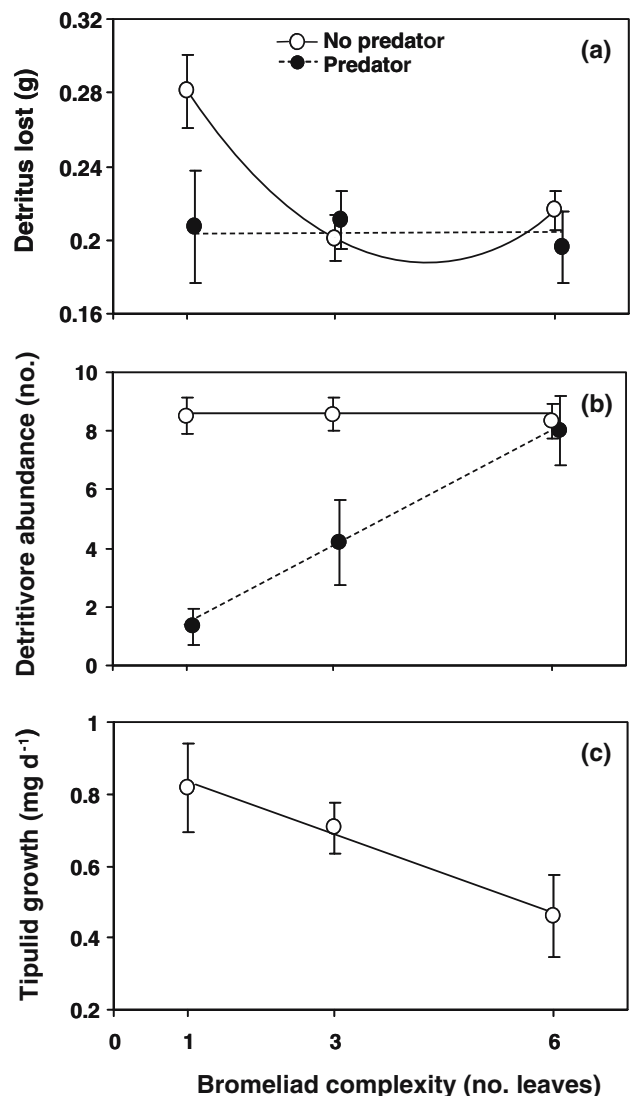 0.32
No predator
Predator
(a)
0.28
0.24
0.2
0.16
Detritus lost (g)
10
(b)
8
6
4
2
0
Detritivore abundance (no.)
1
(c)
0.8
0.6
0.4
0.2
Tipulid growth (mg d⁻¹)
0 1 3 6
Bromeliad complexity (no. leaves)